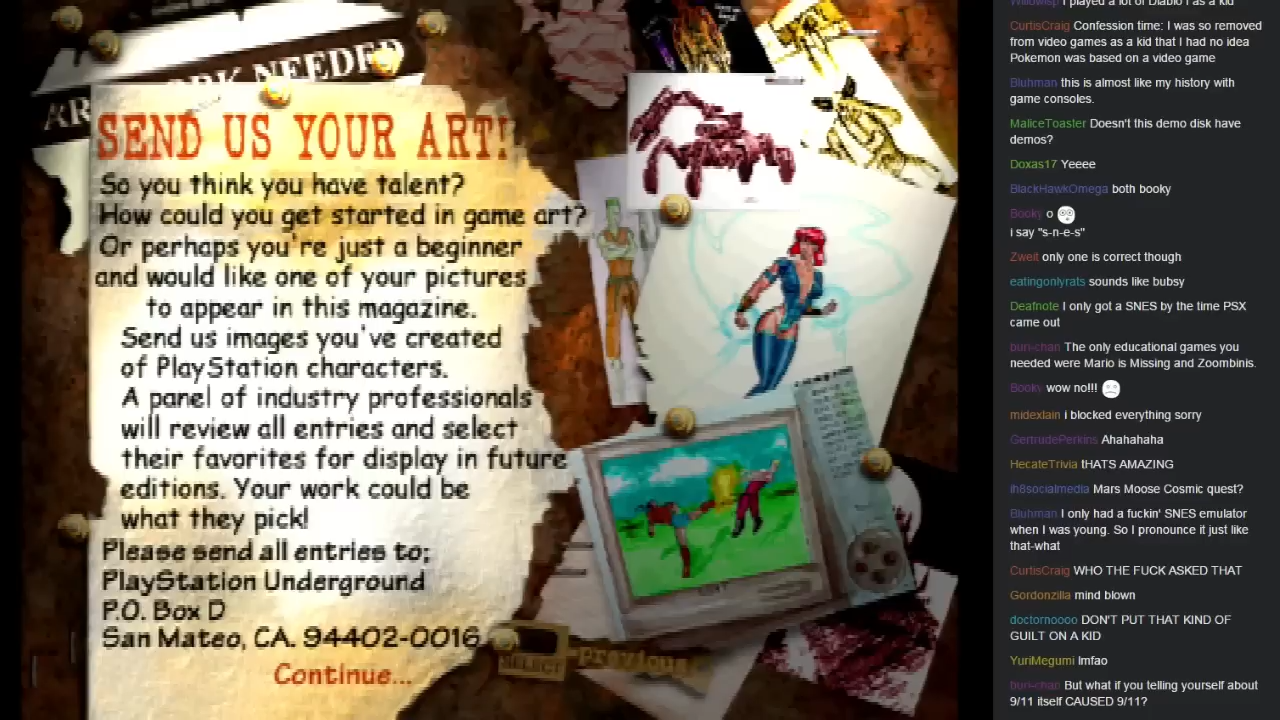 ARTWORK NEEDED
SEND US YOUR ART!
So you think you have talent?
How could you get started in game art?
Or perhaps you're just a beginner
and would like one of your pictures
to appear in this magazine.
Send us images you've created
of PlayStation characters.
A panel of industry professionals
will review all entries and select
their favorites for display in future
editions. Your work could be
what they pick!
Please send all entries to;
PlayStation Underground
P.O. Box D
San Mateo, CA. 94402-0016
Continue...
SELECT
previous
Willowisp I played a lot of Diablo I as a kid
CurtisCraig Confession time: I was so removed
from video games as a kid that I had no idea
Pokemon was based on a video game
Bluhman this is almost like my history with
game consoles.
MaliceToaster Doesn't this demo disk have
demos?
Doxas17 Yeeee
BlackHawkOmega both booky
Booky o
i say "s-n-e-s"
Zweit only one is correct though
eatingonlyrats sounds like bubsy
Deafnote I only got a SNES by the time PSX
came out
buri-chan The only educational games you
needed were Mario is Missing and Zoombinis.
Booky wow no!!!
midexlain i blocked everything sorry
GertrudePerkins Ahahahaha
HecateTrivia tHATS AMAZING
ih8socialmedia Mars Moose Cosmic quest?
Bluhman I only had a fuckin' SNES emulator
when I was young. So I pronounce it just like
that-what
CurtisCraig WHO THE FUCK ASKED THAT
Gordonzilla mind blown
doctornoooo DON'T PUT THAT KIND OF
GUILT ON A KID
YuriMegumi lmfao
buri-chan But what if you telling yourself about
9/11 itself CAUSED 9/11?